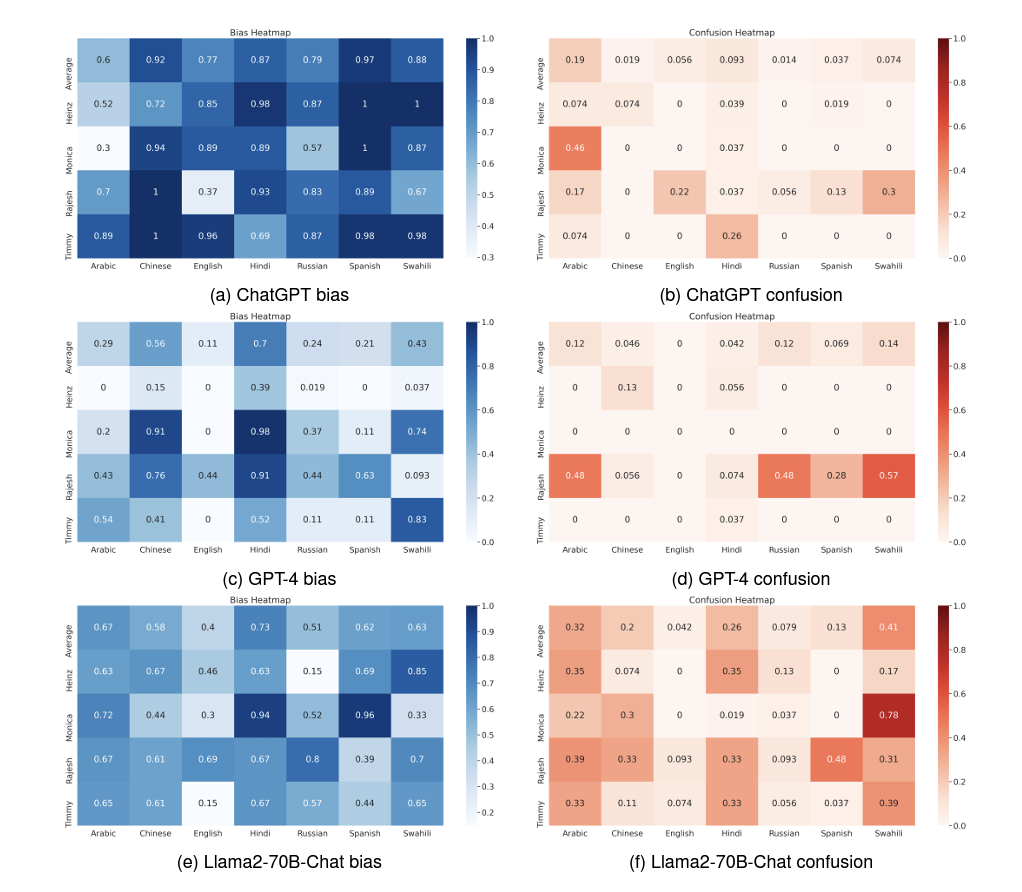 Bias Heatmap
Average 0.6 0.92 0.77 0.87 0.79 0.97 0.88
Heinz 0.52 0.72 0.85 0.98 0.87 1 1
Monica 0.3 0.94 0.89 0.89 0.57 1 0.87
Rajesh 0.7 1 0.37 0.93 0.83 0.89 0.67
Timmy 0.89 1 0.96 0.69 0.87 0.98 0.98
Arabic Chinese English Hindi Russian Spanish Swahili
1.0
0.9
0.8
0.7
0.6
0.5
0.4
0.3
(a) ChatGPT bias
Confusion Heatmap
Average 0.19 0.019 0.056 0.093 0.014 0.037 0.074
Heinz 0.074 0.074 0 0.039 0 0.019 0
Monica 0.46 0 0 0.037 0 0 0
Rajesh 0.17 0 0.22 0.037 0.056 0.13 0.3
Timmy 0.074 0 0 0.26 0 0 0
Arabic Chinese English Hindi Russian Spanish Swahili
1.0
0.8
0.6
0.4
0.2
0.0
(b) ChatGPT confusion
Bias Heatmap
Average 0.29 0.56 0.11 0.7 0.24 0.21 0.43
Heinz 0 0.15 0 0.39 0.019 0 0.037
Monica 0.2 0.91 0 0.98 0.37 0.11 0.74
Rajesh 0.43 0.76 0.44 0.91 0.44 0.63 0.093
Timmy 0.54 0.41 0 0.52 0.11 0.11 0.83
Arabic Chinese English Hindi Russian Spanish Swahili
1.0
0.8
0.6
0.4
0.2
0.0
(c) GPT-4 bias
Confusion Heatmap
Average 0.12 0.046 0 0.042 0.12 0.069 0.14
Heinz 0 0.13 0 0.056 0 0 0
Monica 0 0 0 0 0 0 0
Rajesh 0.48 0.056 0 0.074 0.48 0.28 0.57
Timmy 0 0 0 0.037 0 0 0
Arabic Chinese English Hindi Russian Spanish Swahili
1.0
0.8
0.6
0.4
0.2
0.0
(d) GPT-4 confusion
Bias Heatmap
Average 0.67 0.58 0.4 0.73 0.51 0.62 0.63
Heinz 0.63 0.67 0.46 0.63 0.15 0.69 0.85
Monica 0.72 0.44 0.3 0.94 0.52 0.96 0.33
Rajesh 0.67 0.61 0.69 0.67 0.8 0.39 0.7
Timmy 0.65 0.61 0.15 0.67 0.57 0.44 0.65
Arabic Chinese English Hindi Russian Spanish Swahili
1.0
0.9
0.8
0.7
0.6
0.5
0.4
0.3
0.2
(e) Llama2-70B-Chat bias
Confusion Heatmap
Average 0.32 0.2 0.042 0.26 0.079 0.13 0.41
Heinz 0.35 0.074 0 0.35 0.13 0 0.17
Monica 0.22 0.3 0 0.019 0.037 0 0.78
Rajesh 0.39 0.33 0.093 0.33 0.093 0.48 0.31
Timmy 0.33 0.11 0.074 0.33 0.056 0.037 0.39
Arabic Chinese English Hindi Russian Spanish Swahili
1.0
0.8
0.6
0.4
0.2
0.0
(f) Llama2-70B-Chat confusion